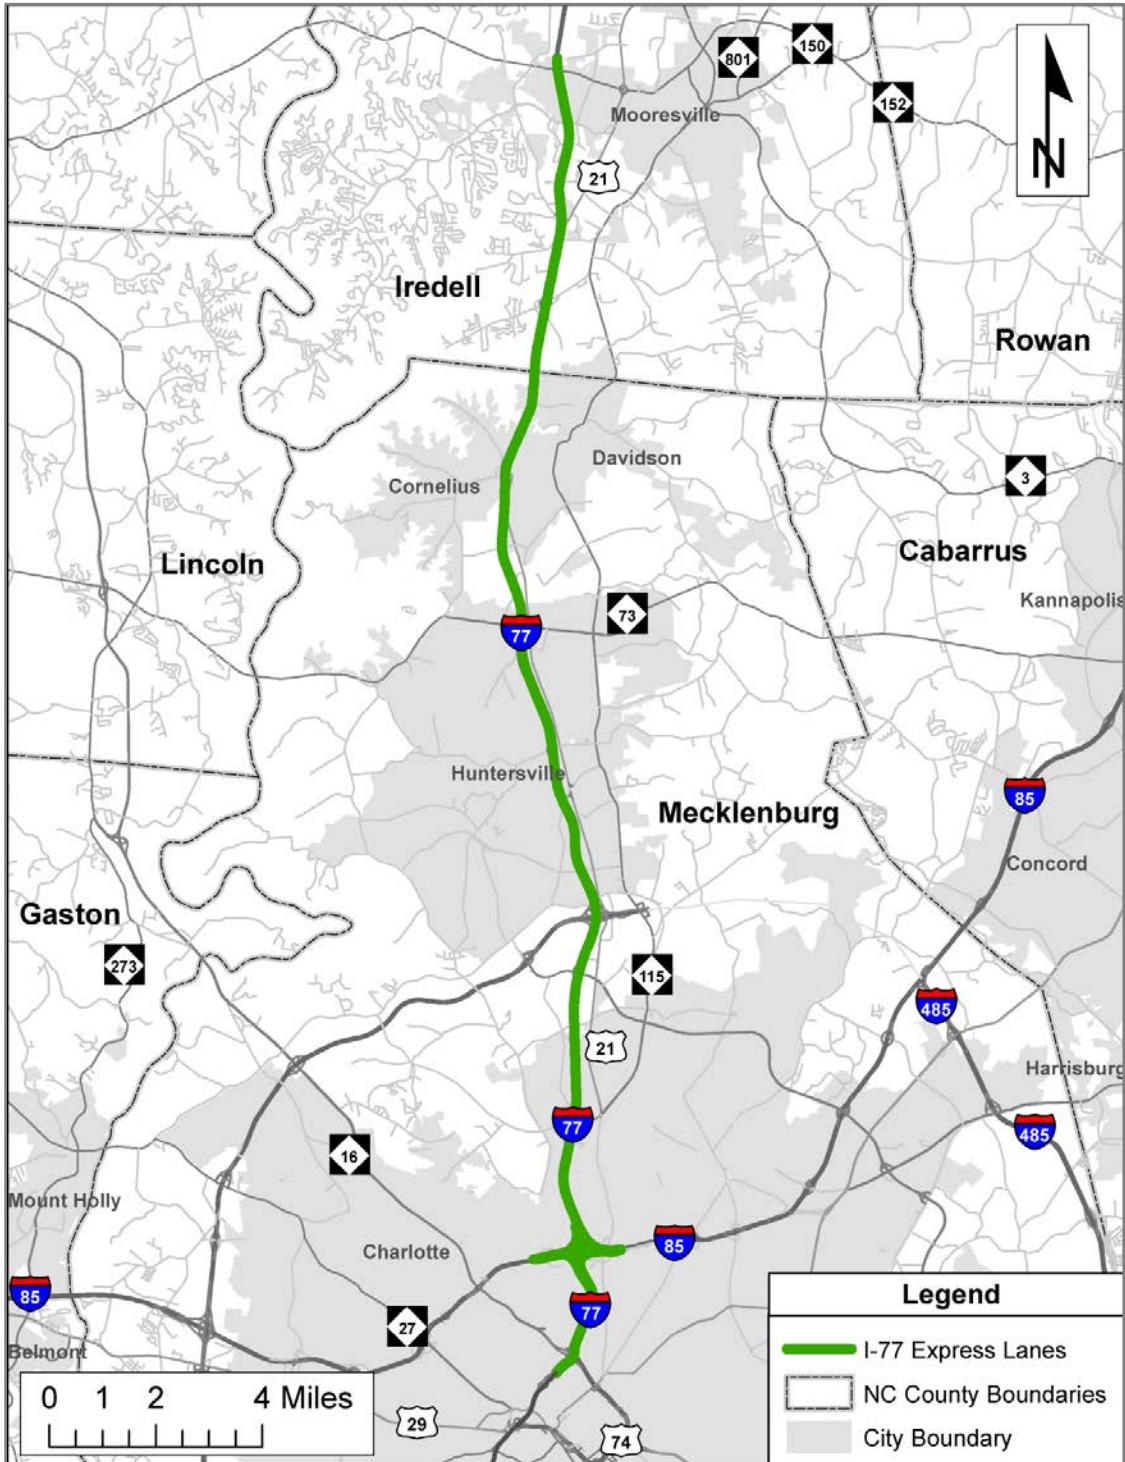 801
150
152
Mooresville
N
21
Iredell
Rowan
Davidson
Cornelius
3
Lincoln
Cabarrus
Kannapolis
73
77
Huntersville
Mecklenburg
85
Concord
Gaston
273
115
485
21
Harrisburg
77
485
16
Mount Holly
Charlotte
85
85
77
27
Belmont
Legend
I-77 Express Lanes
NC County Boundaries
City Boundary
0 1 2 4 Miles
29
74